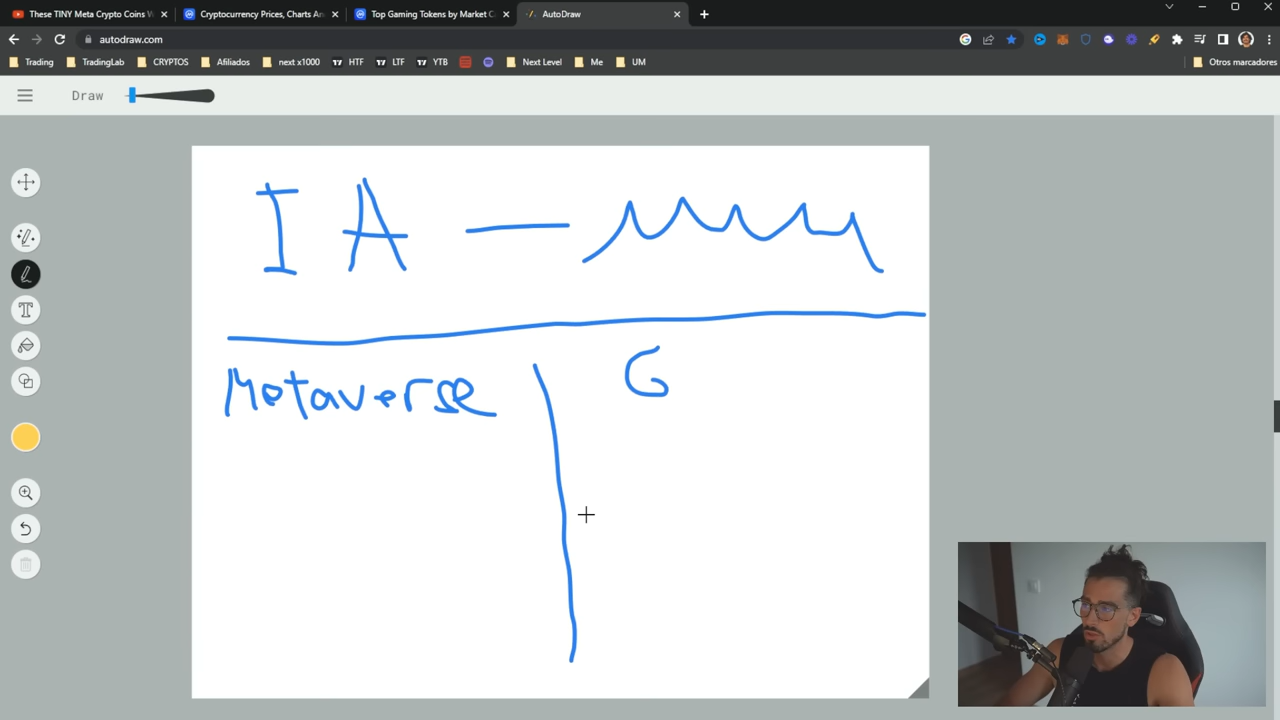 These TINY Meta Crypto Coins W
Cryptocurrency Prices, Charts An
Top Gaming Tokens by Market C
AutoDraw
autodraw.com
Trading TradingLab CRYPTOS Afiliados next x1000 HTF LTF YTB Next Level Me UM Otros marcadores
Draw
I A —
Metaverse
G